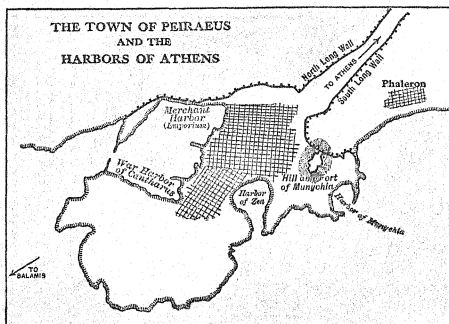 THE TOWN OF PEIRAEUS
AND THE
HARBORS OF ATHENS
North Long Wall
TO ATHENS
South Long Wall
Phaleron
Merchant
Harbor
(Emporium)
War Harbor
of Cantharus
Hill and Fort
of Munychia
Harbor
of Zea
Harbor of Munychia
TO
SALAMIS